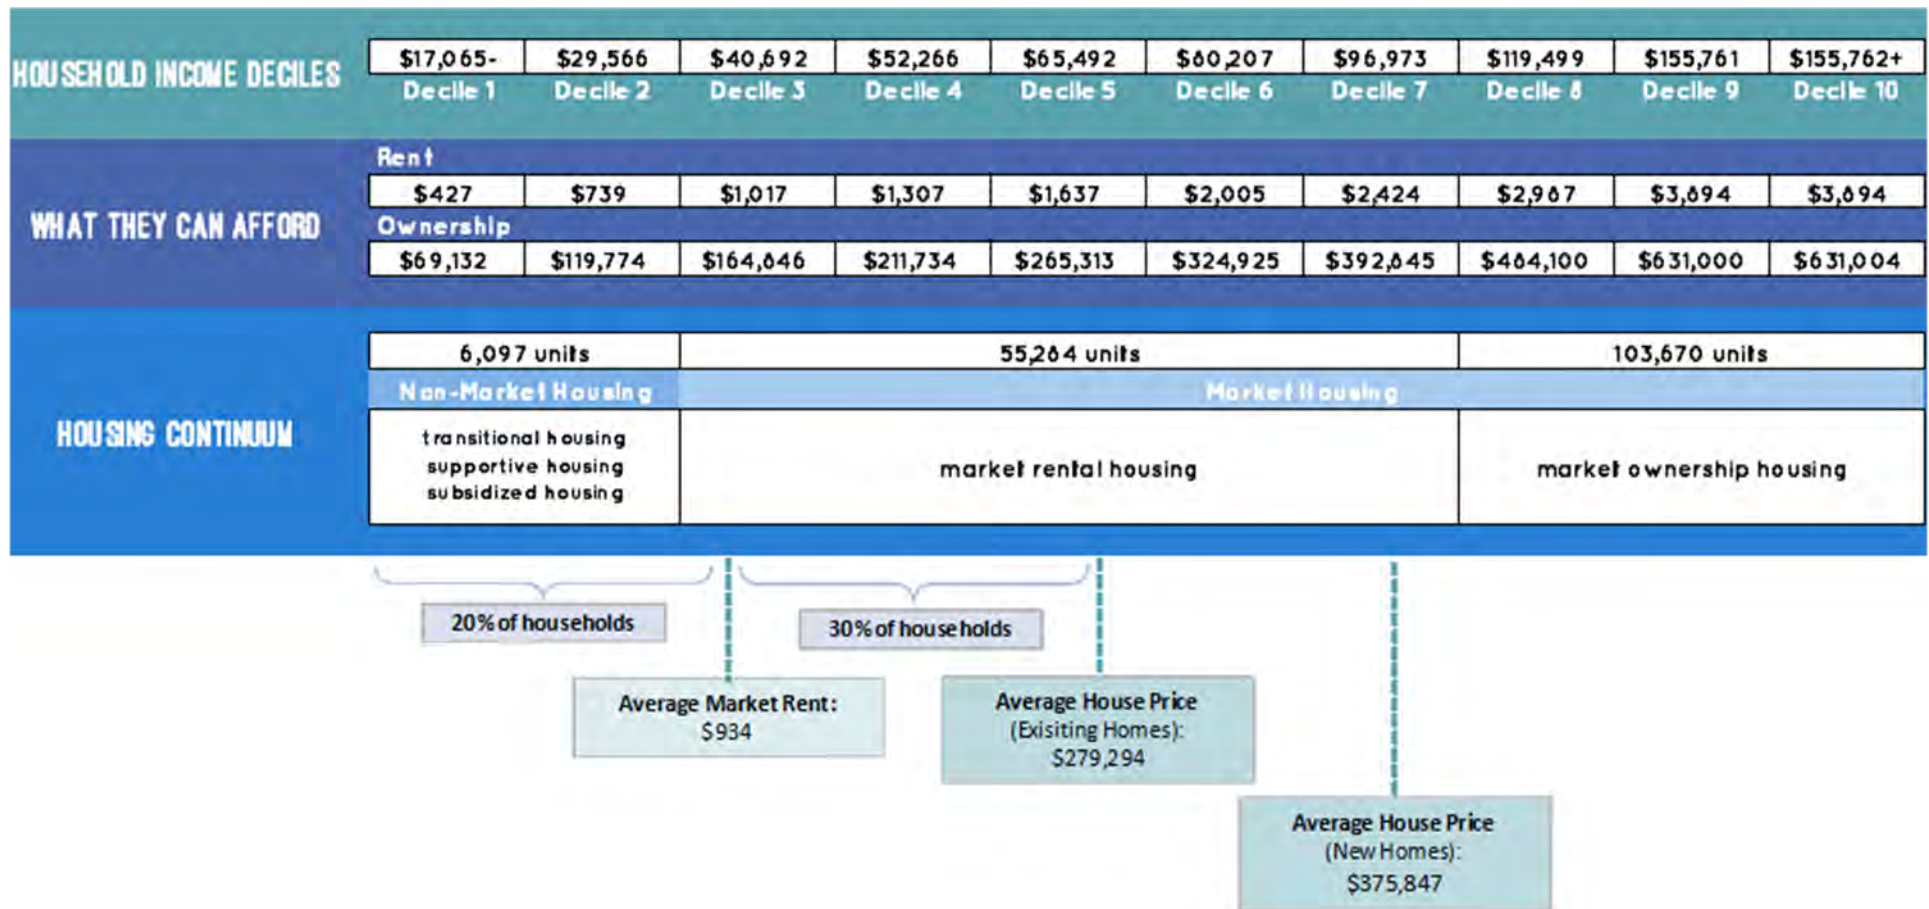 HOUSEHOLD INCOME DECILES
$17,065- $29,566 $40,692 $52,266 $65,492 $80,207 $96,973 $119,499 $155,761 $155,762+
Decile 1 Decile 2 Decile 3 Decile 4 Decile 5 Decile 6 Decile 7 Decile 8 Decile 9 Decile 10
WHAT THEY CAN AFFORD
Rent
$427 $739 $1,017 $1,307 $1,637 $2,005 $2,424 $2,987 $3,894 $3,894
Ownership
$69,132 $119,774 $164,846 $211,734 $265,313 $324,925 $392,845 $484,100 $631,000 $631,004
HOUSING CONTINUUM
6,097 units 55,284 units 103,670 units
Non-Market Housing Market Housing
transitional housing
supportive housing
subsidized housing
market rental housing
market ownership housing
20% of households
30% of households
Average Market Rent:
$934
Average House Price
(Exisiting Homes):
$279,294
Average House Price
(New Homes):
$375,847